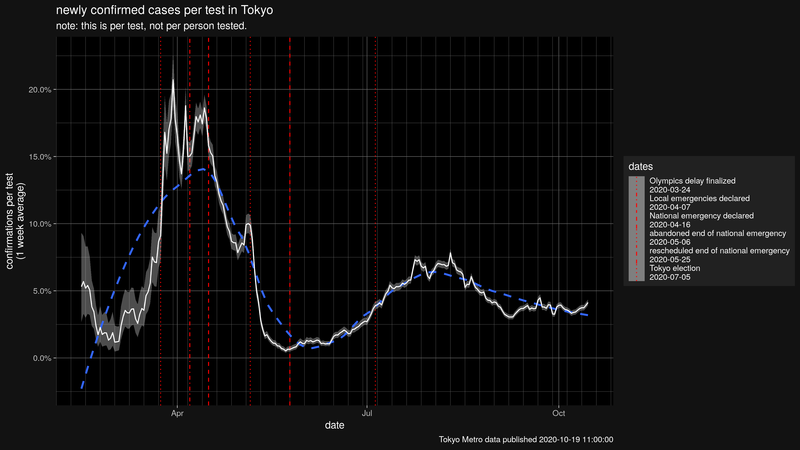 newly confirmed cases per test in Tokyo
note: this is per test, not per person tested.
confirmations per test
(1 week average)
20.0%
15.0%
10.0%
5.0%
0.0%
Apr
Jul
Oct
date
dates
Olympics delay finalized
2020-03-24
Local emergencies declared
2020-04-07
National emergency declared
2020-04-16
abandoned end of national emergency
2020-05-06
rescheduled end of national emergency
2020-05-25
Tokyo election
2020-07-05
Tokyo Metro data published 2020-10-19 11:00:00